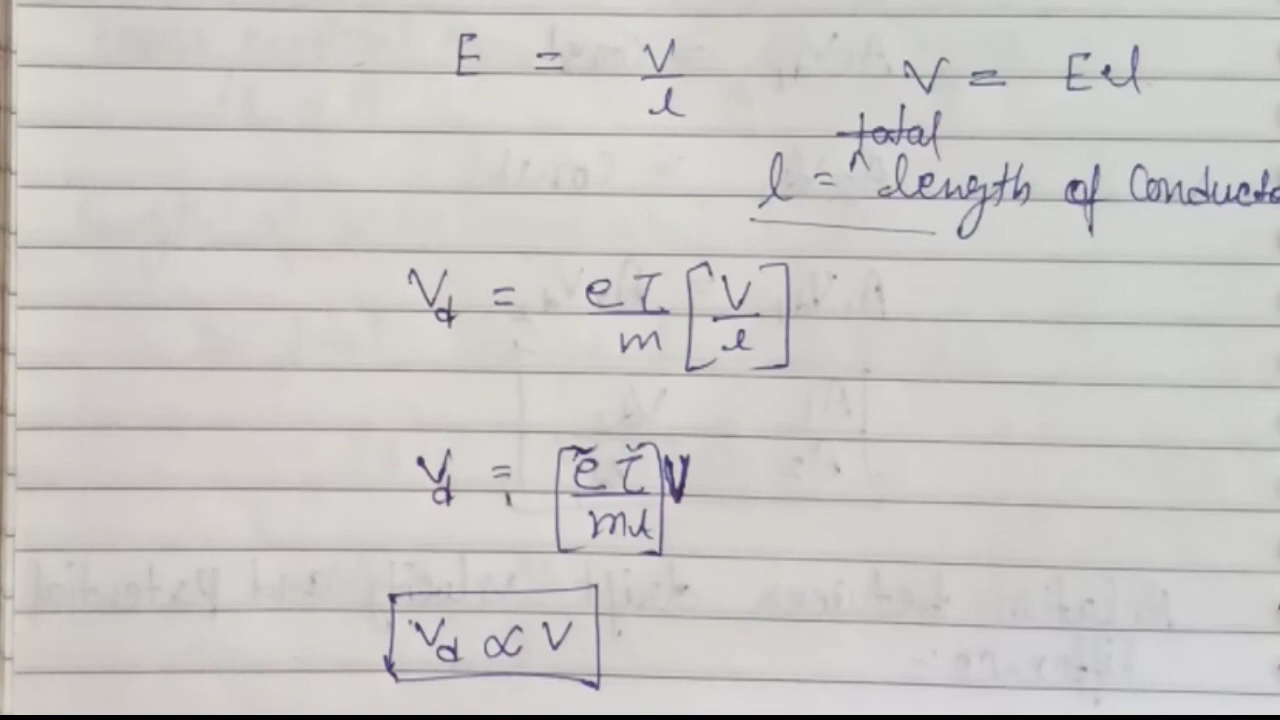 E = V/l    V = El
total
l = ^ length of Conducto
Vd = eτ/m [V/l]
Vd = [eτ/ml] V
Vd ∝ V